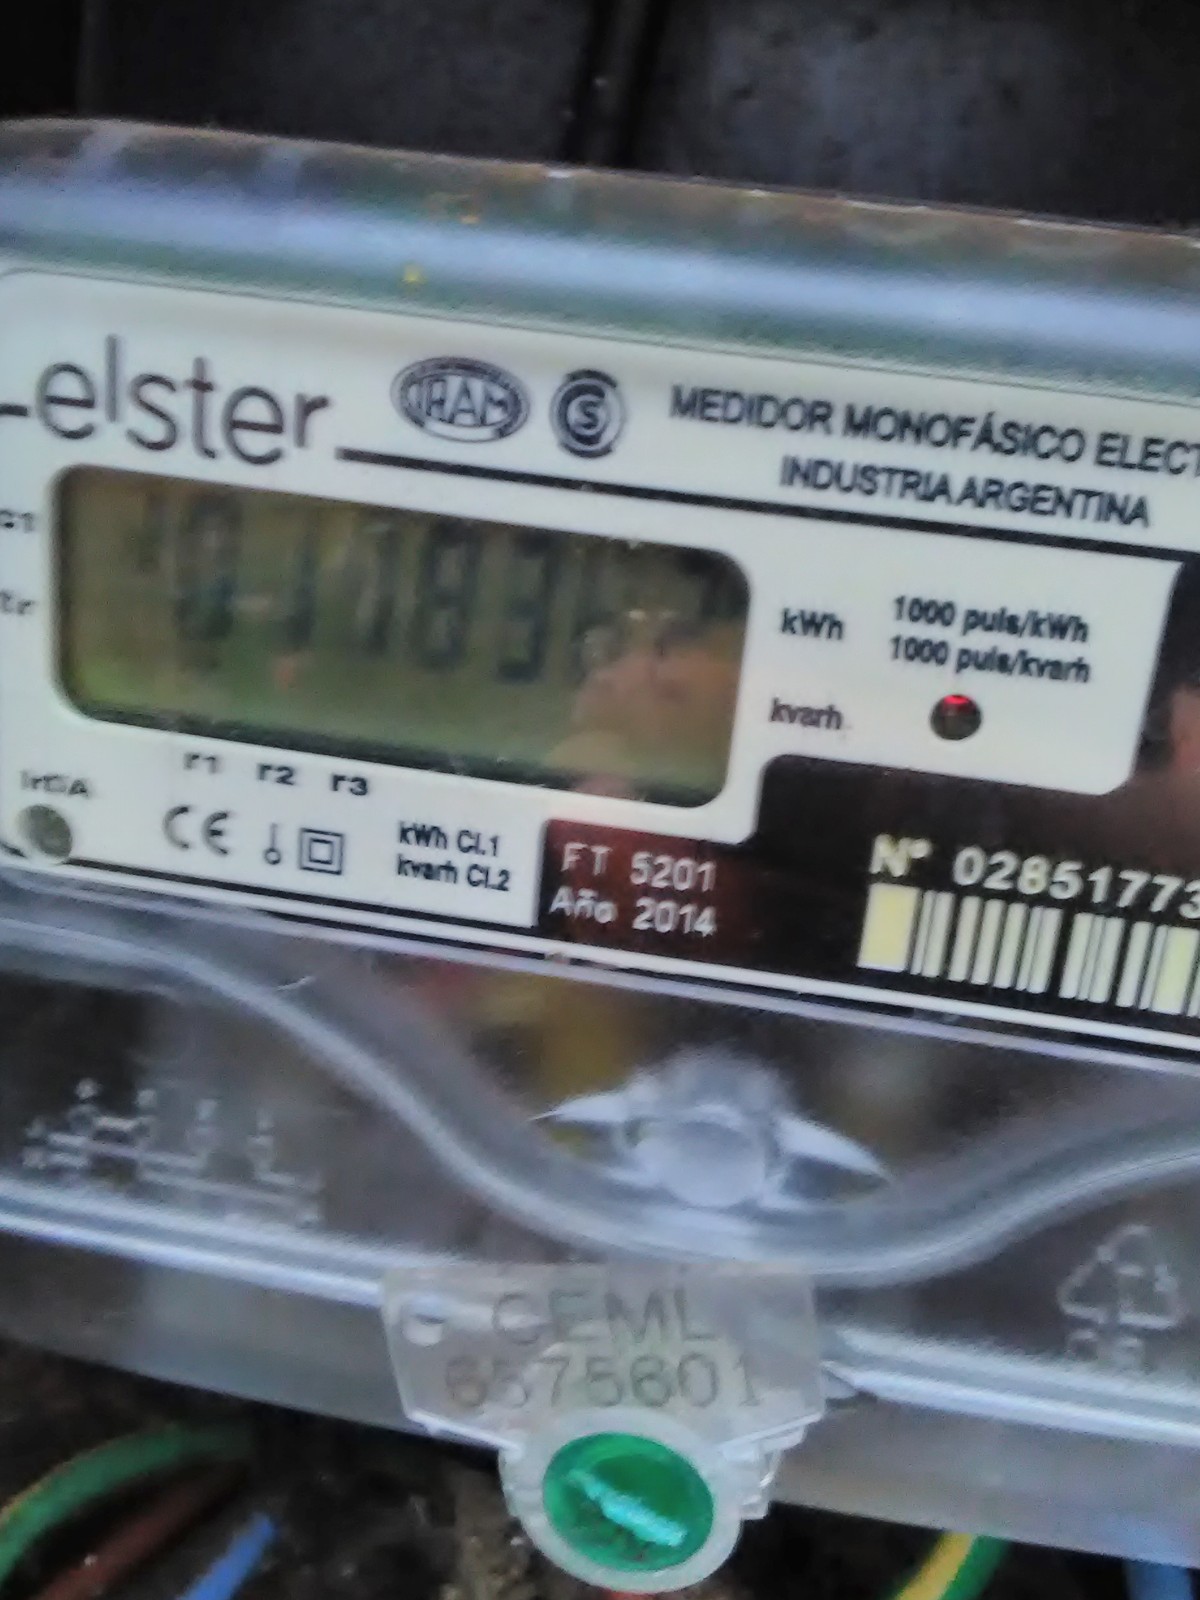 elster
IRAM
S
MEDIDOR MONOFÁSICO ELECT
INDUSTRIA ARGENTINA
kWh
1000 puls/kWh
1000 puls/kvarh
kvarh
r1 r2 r3
IrDA
CE
kWh Cl.1
kvarh Cl.2
FT 5201
Año 2014
Nº 02851773
CEML
6575601